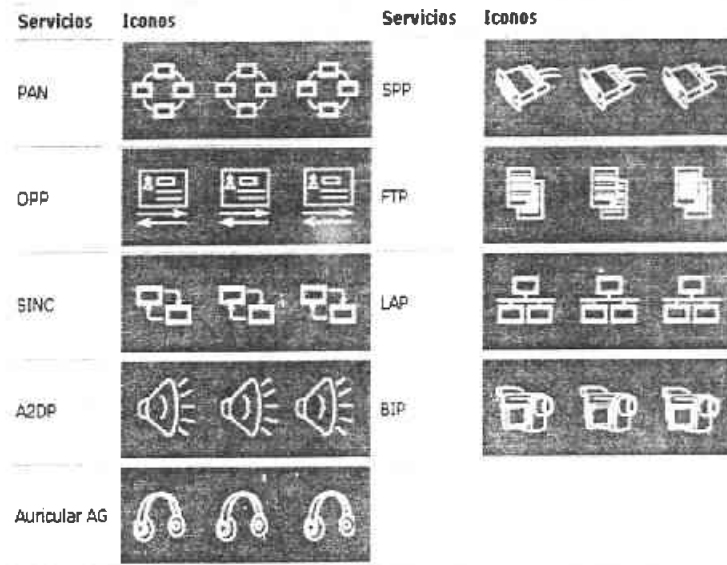 Servicios Iconos
PAN
OPP
SINC
A2DP
Auricular AG
Servicios Iconos
SPP
FTP
LAP
BIP